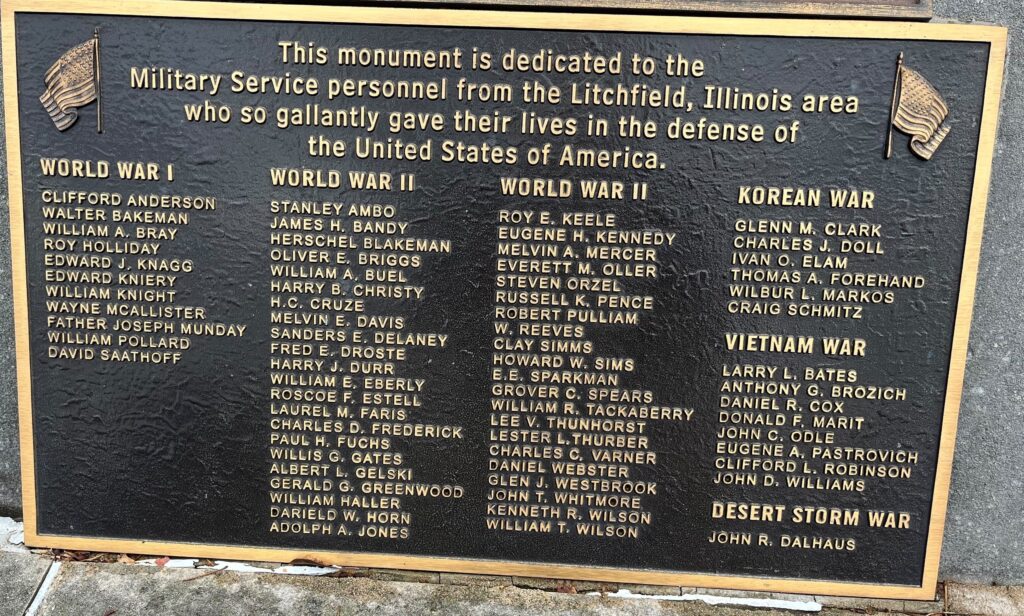 This monument is dedicated to the
Military Service personnel from the Litchfield, Illinois area
who so gallantly gave their lives in the defense of
the United States of America.
WORLD WAR I
CLIFFORD ANDERSON
WALTER BAKEMAN
WILLIAM A. BRAY
ROY HOLLIDAY
EDWARD J. KNAGG
EDWARD KNIERY
WILLIAM KNIGHT
WAYNE MCALLISTER
FATHER JOSEPH MUNDAY
WILLIAM POLLARD
DAVID SAATHOFF
WORLD WAR II
STANLEY AMBO
JAMES H. BANDY
HERSCHEL BLAKEMAN
OLIVER E. BRIGGS
WILLIAM A. BUEL
HARRY B. CHRISTY
H.C. CRUZE
MELVIN E. DAVIS
SANDERS E. DELANEY
FRED E. DROSTE
HARRY J. DURR
WILLIAM E. EBERLY
ROSCOE F. ESTELL
LAUREL M. FARIS
CHARLES D. FREDERICK
PAUL H. FUCHS
WILLIS G. GATES
ALBERT L. GELSKI
GERALD G. GREENWOOD
WILLIAM HALLER
DARIELD W. HORN
ADOLPH A. JONES
WORLD WAR II
ROY E. KEELE
EUGENE H. KENNEDY
MELVIN A. MERCER
EVERETT M. OLLER
STEVEN ORZEL
RUSSELL K. PENCE
ROBERT PULLIAM
W. REEVES
CLAY SIMMS
HOWARD W. SIMS
E.E. SPARKMAN
GROVER C. SPEARS
WILLIAM R. TACKABERRY
LEE V. THUNHORST
LESTER L.THURBER
CHARLES C. VARNER
DANIEL WEBSTER
GLEN J. WESTBROOK
JOHN T. WHITMORE
KENNETH R. WILSON
WILLIAM T. WILSON
KOREAN WAR
GLENN M. CLARK
CHARLES J. DOLL
IVAN O. ELAM
THOMAS A. FOREHAND
WILBUR L. MARKOS
CRAIG SCHMITZ
VIETNAM WAR
LARRY L. BATES
ANTHONY G. BROZICH
DANIEL R. COX
DONALD F. MARIT
JOHN C. ODLE
EUGENE A. PASTROVICH
CLIFFORD L. ROBINSON
JOHN D. WILLIAMS
DESERT STORM WAR
JOHN R. DALHAUS